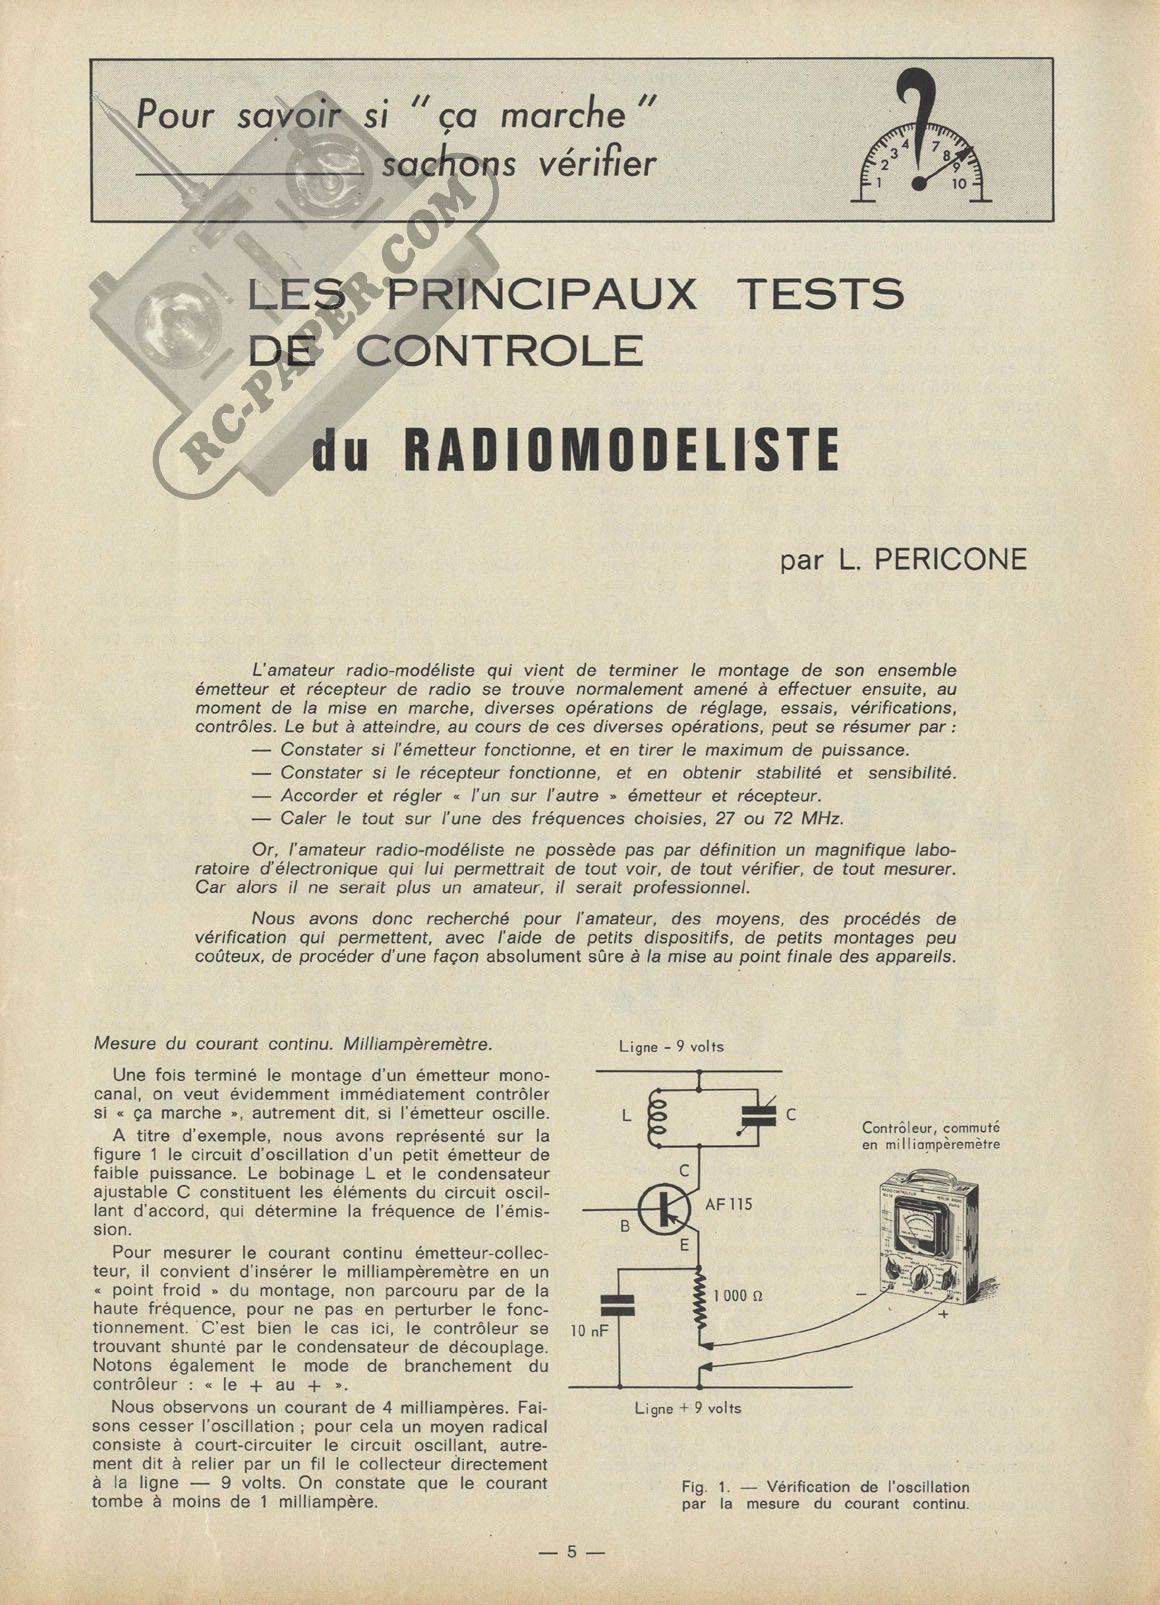 Pour savoir si " ça marche "
sachons vérifier
1 2 3 4 7 8 9 10
RC-PAPER.COM
LES PRINCIPAUX TESTS
DE CONTROLE
du RADIOMODELISTE
par L. PERICONE
L'amateur radio-modéliste qui vient de terminer le montage de son ensemble
émetteur et récepteur de radio se trouve normalement amené à effectuer ensuite, au
moment de la mise en marche, diverses opérations de réglage, essais, vérifications,
contrôles. Le but à atteindre, au cours de ces diverses opérations, peut se résumer par :
— Constater si l'émetteur fonctionne, et en tirer le maximum de puissance.
— Constater si le récepteur fonctionne, et en obtenir stabilité et sensibilité.
— Accorder et régler « l'un sur l'autre » émetteur et récepteur.
— Caler le tout sur l'une des fréquences choisies, 27 ou 72 MHz.
Or, l'amateur radio-modéliste ne possède pas par définition un magnifique labo-
ratoire d'électronique qui lui permettrait de tout voir, de tout vérifier, de tout mesurer.
Car alors il ne serait plus un amateur, il serait professionnel.
Nous avons donc recherché pour l'amateur, des moyens, des procédés de
vérification qui permettent, avec l'aide de petits dispositifs, de petits montages peu
coûteux, de procéder d'une façon absolument sûre à la mise au point finale des appareils.
Mesure du courant continu. Milliampèremètre.
Une fois terminé le montage d'un émetteur mono-
canal, on veut évidemment immédiatement contrôler
si « ça marche », autrement dit, si l'émetteur oscille.
A titre d'exemple, nous avons représenté sur la
figure 1 le circuit d'oscillation d'un petit émetteur de
faible puissance. Le bobinage L et le condensateur
ajustable C constituent les éléments du circuit oscil-
lant d'accord, qui détermine la fréquence de l'émis-
sion.
Pour mesurer le courant continu émetteur-collec-
teur, il convient d'insérer le milliampèremètre en un
« point froid » du montage, non parcouru par de la
haute fréquence, pour ne pas en perturber le fonc-
tionnement. C'est bien le cas ici, le contrôleur se
trouvant shunté par le condensateur de découplage.
Notons également le mode de branchement du
contrôleur : « le + au + ».
Nous observons un courant de 4 milliampères. Fai-
sons cesser l'oscillation ; pour cela un moyen radical
consiste à court-circuiter le circuit oscillant, autre-
ment dit à relier par un fil le collecteur directement
à la ligne — 9 volts. On constate que le courant
tombe à moins de 1 milliampère.
Ligne - 9 volts
L
C
Contrôleur, commuté
en milliampèremètre
C
AF 115
B
E
1 000 Ω
10 nF
—
+
Ligne + 9 volts
Fig. 1. — Vérification de l'oscillation
par la mesure du courant continu.
— 5 —